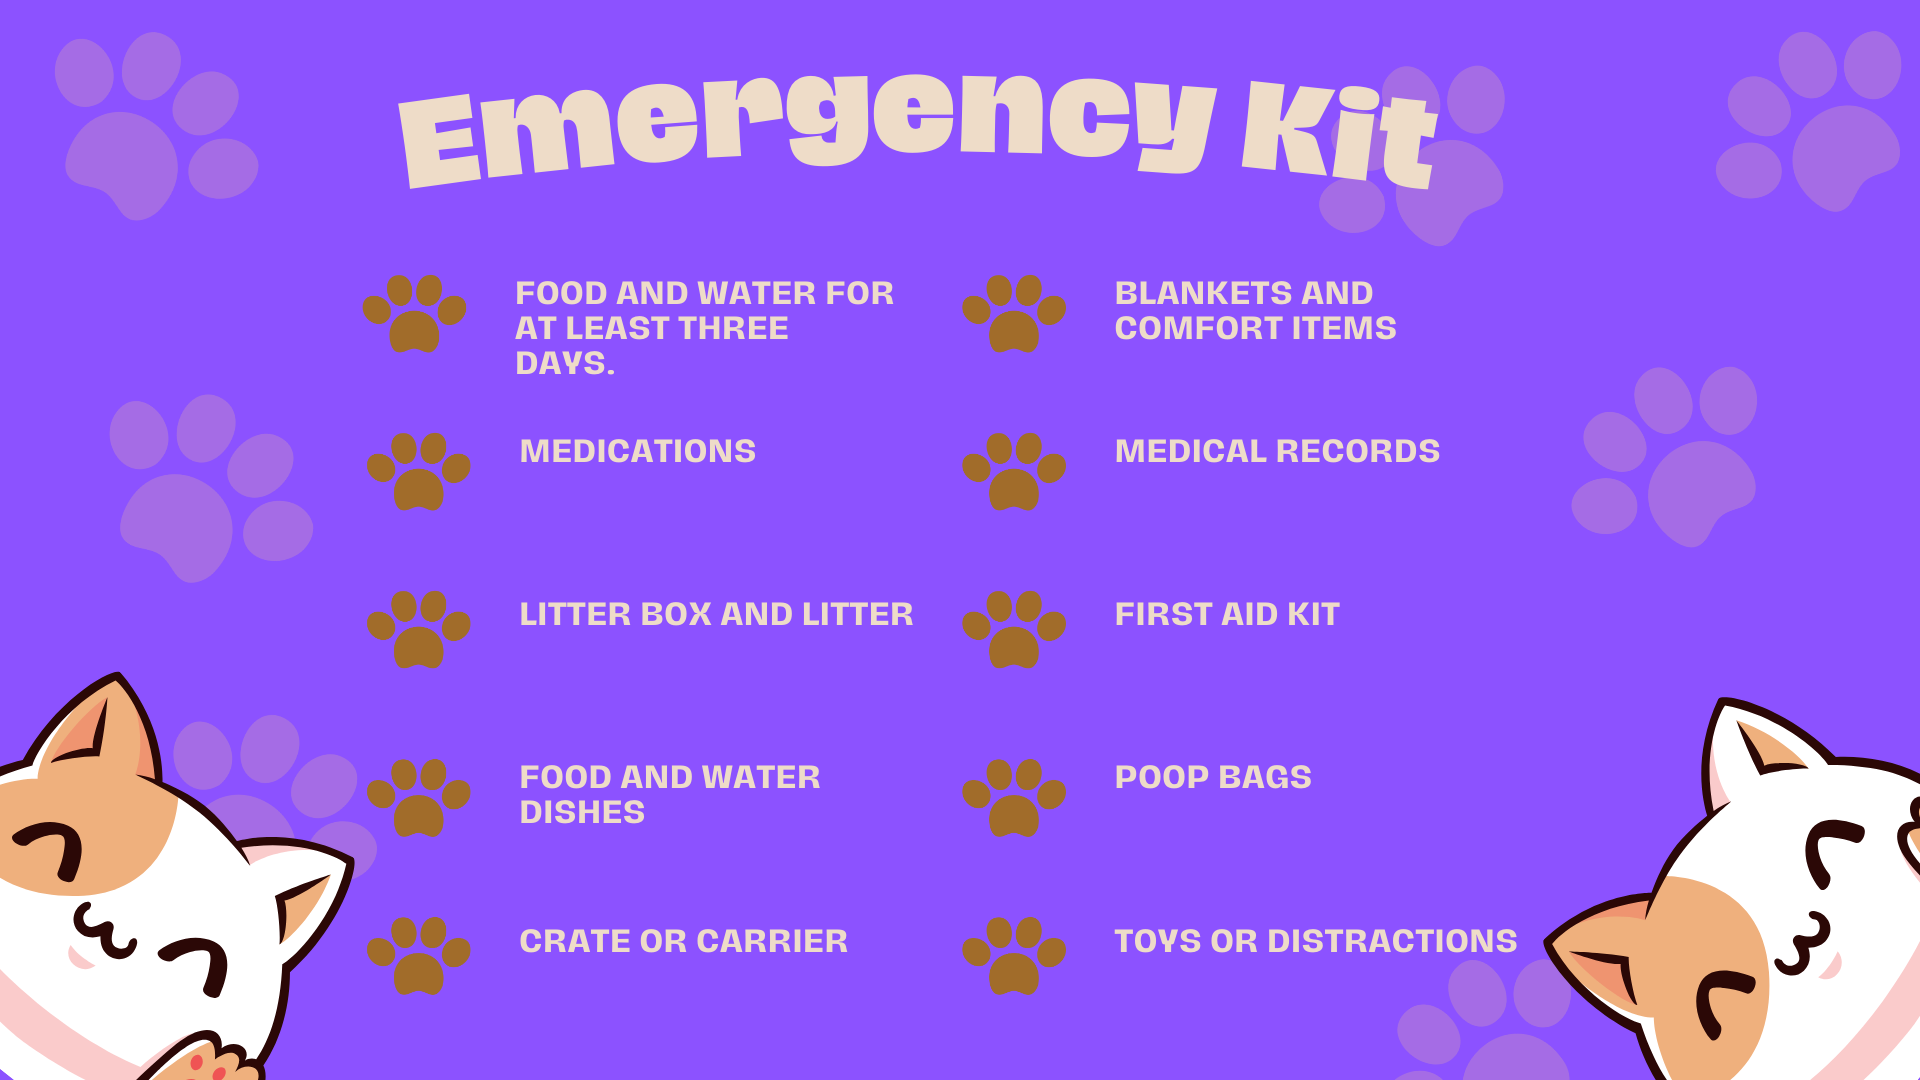 Emergency Kit
FOOD AND WATER FOR
AT LEAST THREE
DAYS.
MEDICATIONS
LITTER BOX AND LITTER
FOOD AND WATER
DISHES
CRATE OR CARRIER
BLANKETS AND
COMFORT ITEMS
MEDICAL RECORDS
FIRST AID KIT
POOP BAGS
TOYS OR DISTRACTIONS